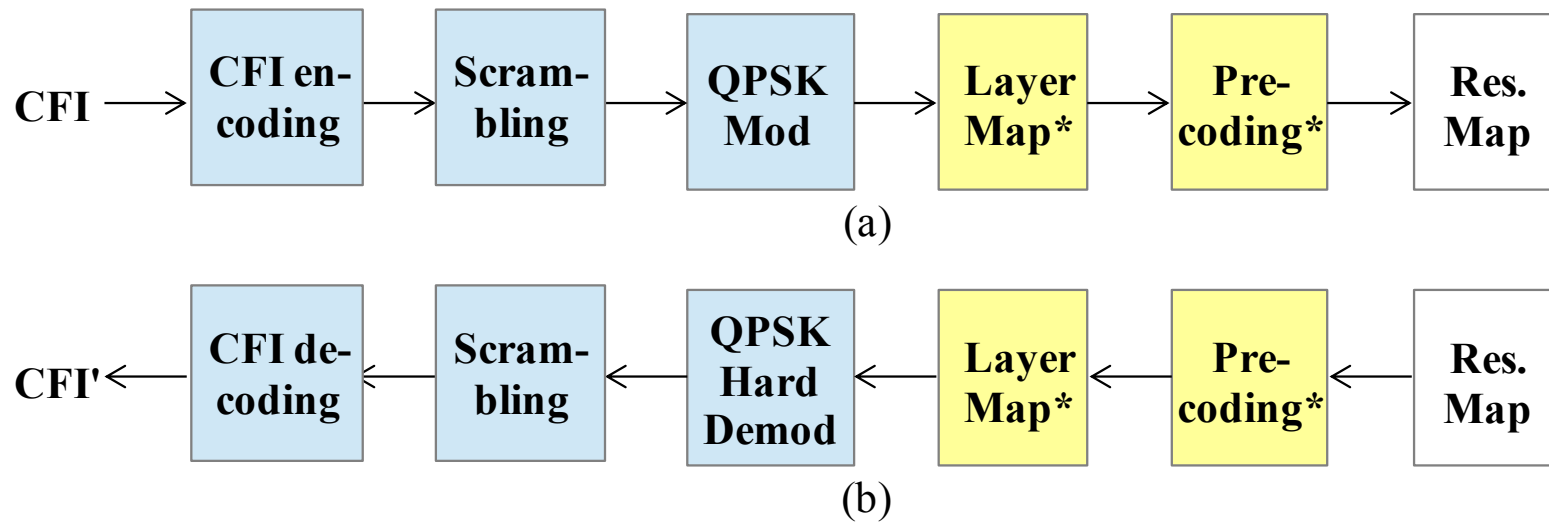 CFI
CFI en-
coding
Scram-
bling
QPSK
Mod
Layer
Map*
Pre-
coding*
Res.
Map
(a)
CFI'
CFI de-
coding
Scram-
bling
QPSK
Hard
Demod
Layer
Map*
Pre-
coding*
Res.
Map
(b)